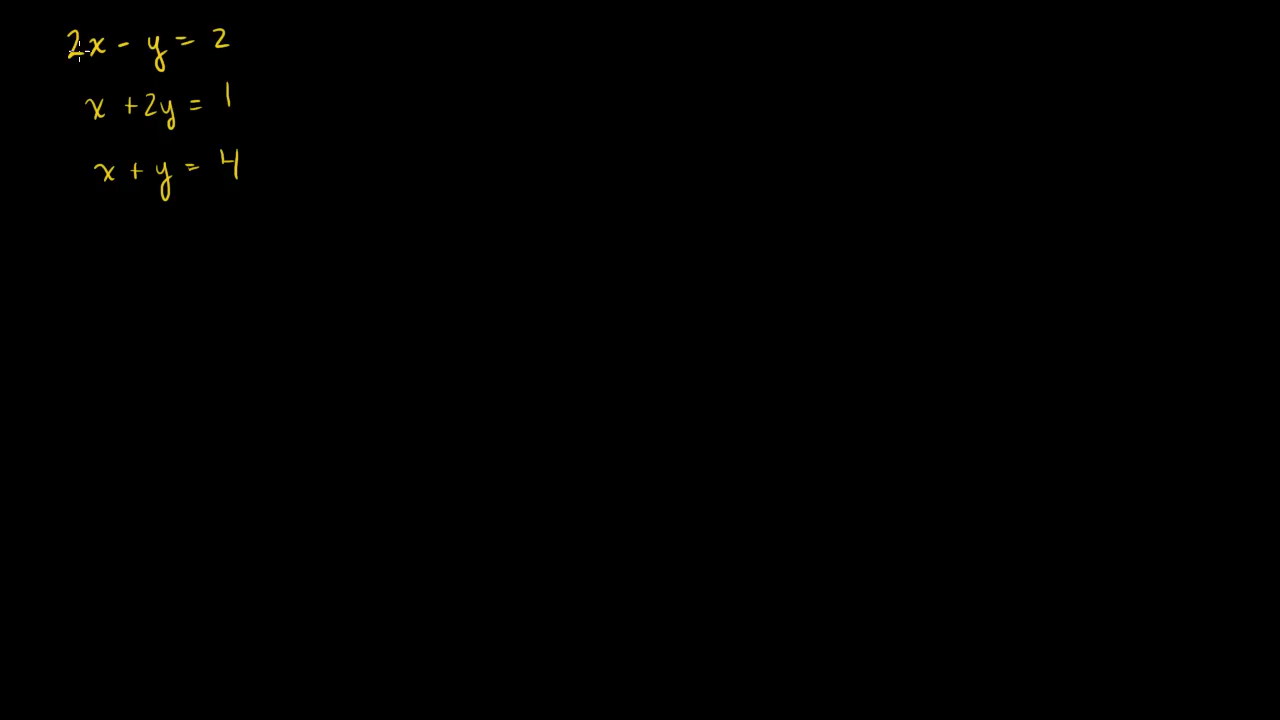 2x - y = 2
x + 2y = 1
x + y = 4